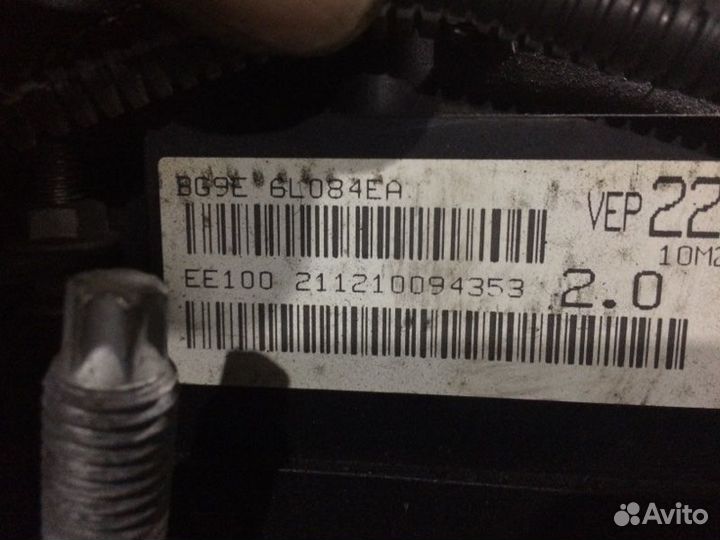 BG9E 6L084EA
VEP 22
10M2
EE100 211210094353 2.0
Avito